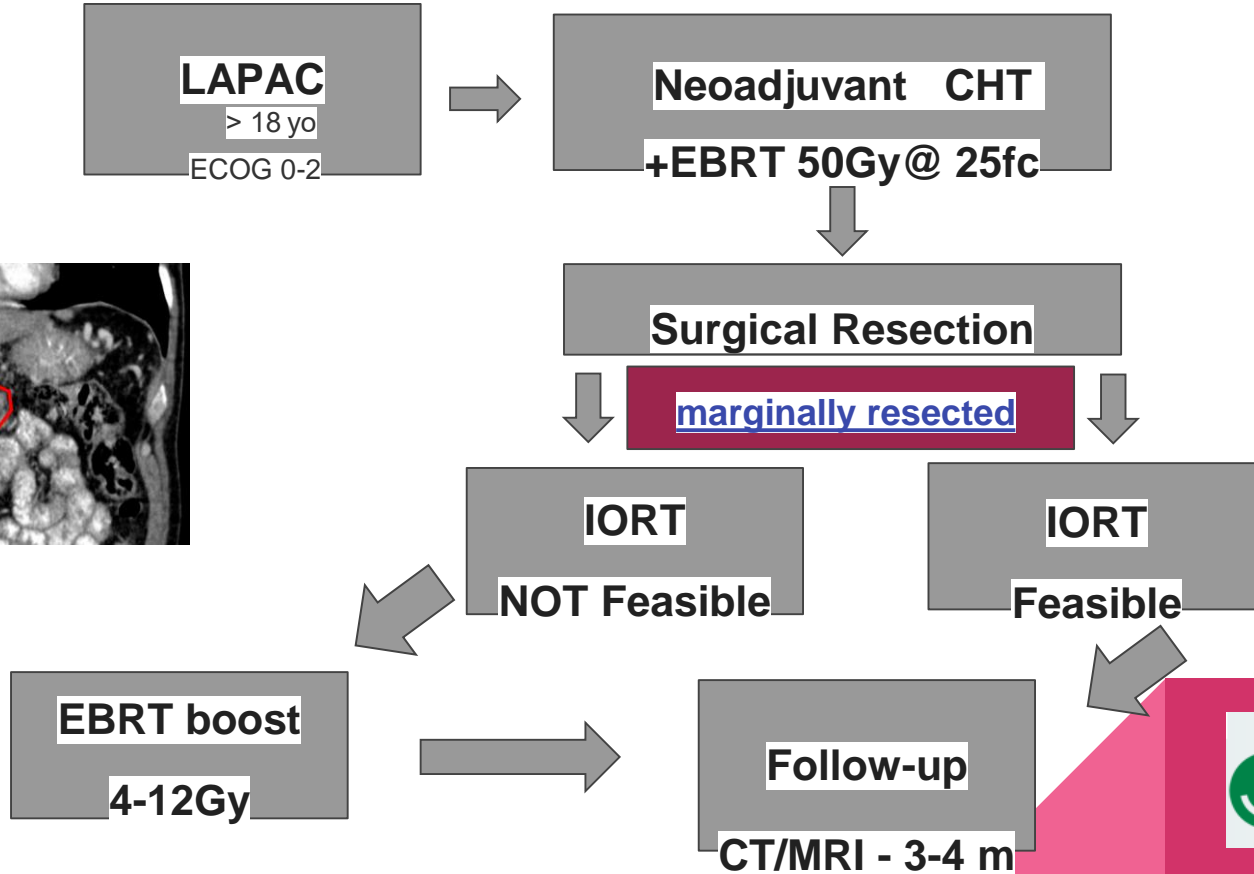 LAPAC
> 18 yo
ECOG 0-2
Neoadjuvant CHT
+EBRT 50Gy@ 25fc
Surgical Resection
marginally resected
IORT
NOT Feasible
IORT
Feasible
EBRT boost
4-12Gy
Follow-up
CT/MRI - 3-4 m